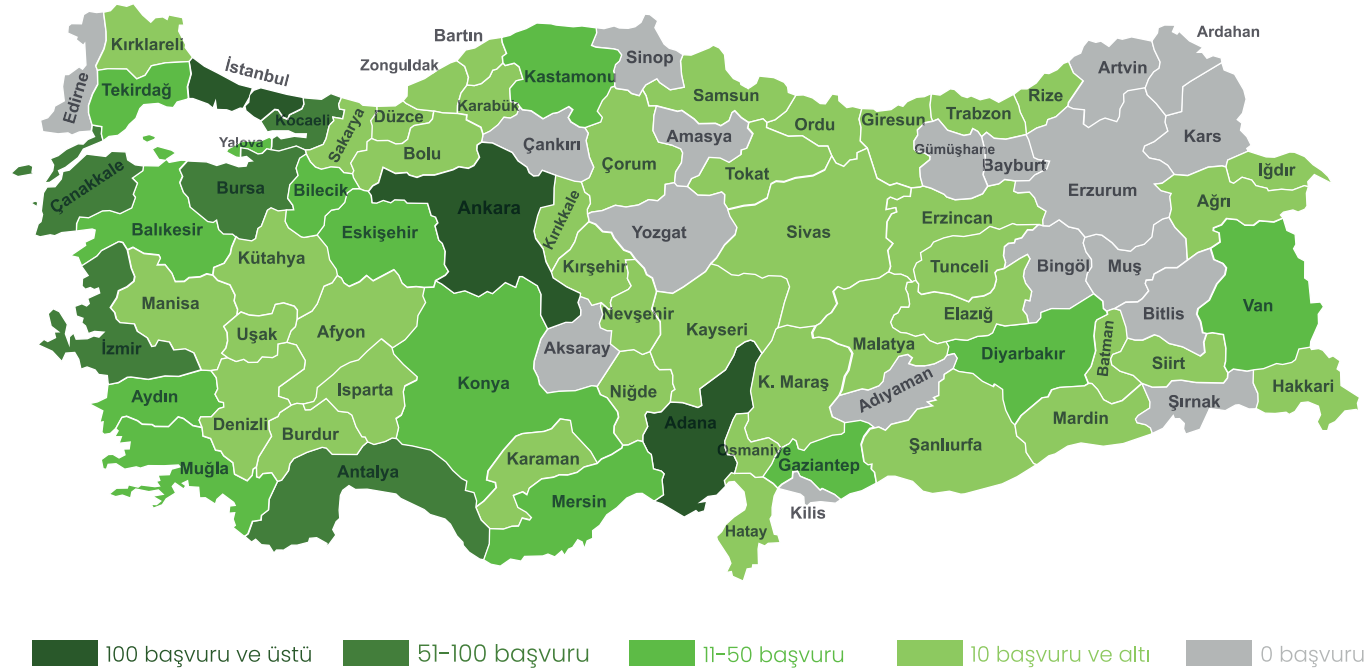 Ardahan
Kırklareli
Bartın
Sinop
Artvin
Zonguldak
İstanbul
Kastamonu
Edirne
Tekirdağ
Samsun
Rize
Karabük
Trabzon
Kocaeli
Düzce
Ordu
Giresun
Kars
Sakarya
Amasya
Yalova
Çankırı
Gümüşhane
Bolu
Çorum
Bayburt
Iğdır
Çanakkale
Bursa
Bilecik
Tokat
Erzurum
Ankara
Kırıkkale
Erzincan
Ağrı
Balıkesir
Eskişehir
Yozgat
Sivas
Kütahya
Kırşehir
Tunceli
Bingöl
Muş
Manisa
Van
Nevşehir
Elazığ
Bitlis
Uşak
Afyon
Kayseri
İzmir
Aksaray
Malatya
Diyarbakır
Batman
Siirt
Konya
Isparta
Niğde
K. Maraş
Adıyaman
Hakkari
Aydın
Şırnak
Denizli
Burdur
Adana
Mardin
Karaman
Osmaniye
Şanlıurfa
Muğla
Antalya
Gaziantep
Mersin
Kilis
Hatay
100 başvuru ve üstü
51-100 başvuru
11-50 başvuru
10 başvuru ve altı
0 başvuru